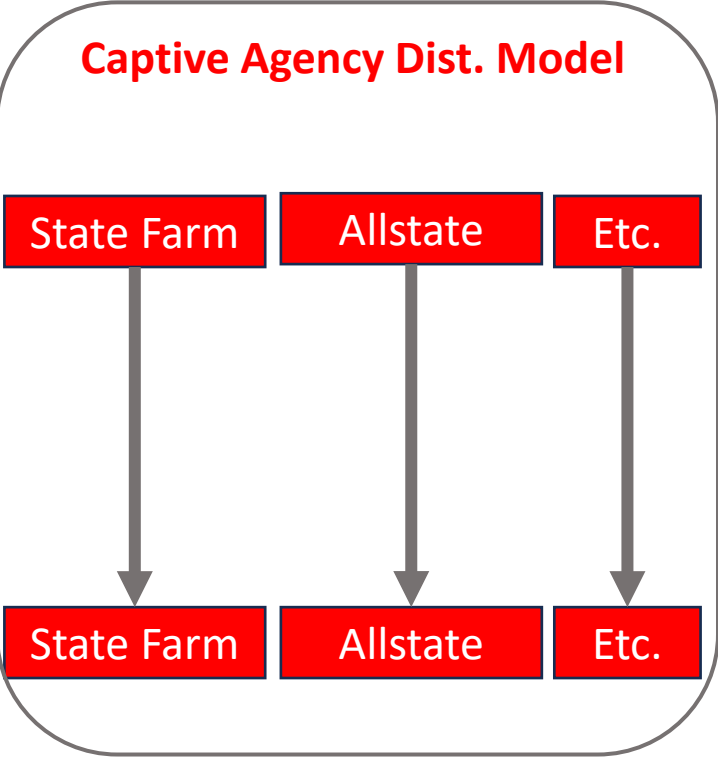 Captive Agency Dist. Model
State Farm
Allstate
Etc.
State Farm
Allstate
Etc.